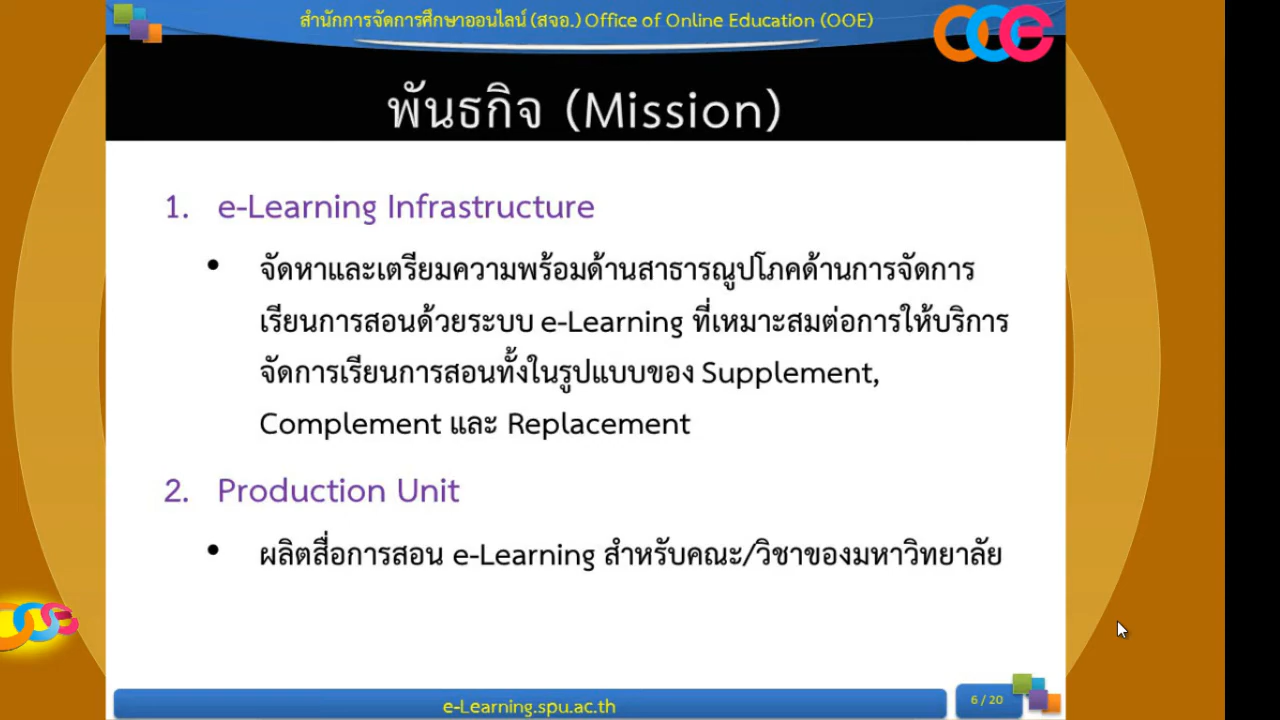 สำนักการจัดการศึกษาออนไลน์ (สจอ.) Office of Online Education (OOE)
พันธกิจ (Mission)
1. e-Learning Infrastructure
• จัดหาและเตรียมความพร้อมด้านสาธารณูปโภคด้านการจัดการ
เรียนการสอนด้วยระบบ e-Learning ที่เหมาะสมต่อการให้บริการ
จัดการเรียนการสอนทั้งในรูปแบบของ Supplement,
Complement และ Replacement
2. Production Unit
• ผลิตสื่อการสอน e-Learning สำหรับคณะ/วิชาของมหาวิทยาลัย
e-Learning.spu.ac.th
6 / 20